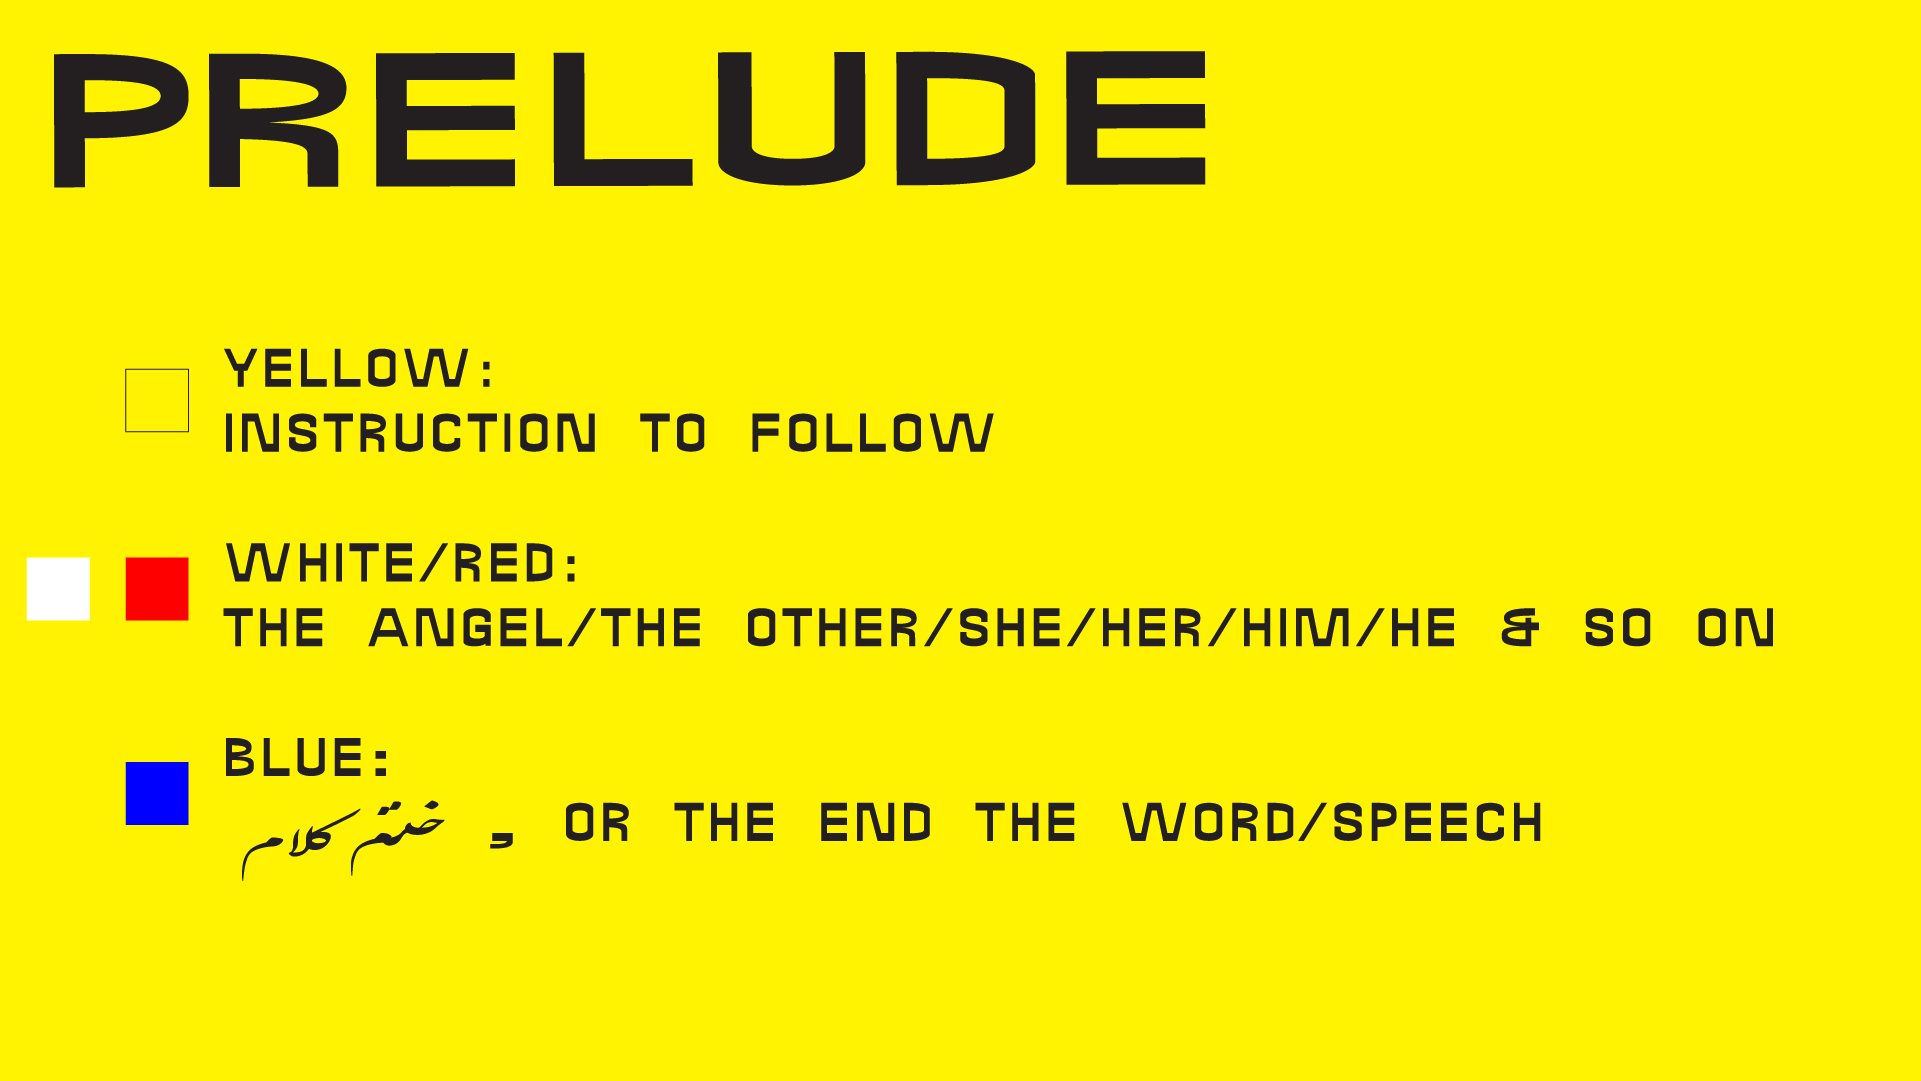 PRELUDE
YELLOW:
INSTRUCTION TO FOLLOW
WHITE/RED:
THE ANGEL/THE OTHER/SHE/HER/HIM/HE & SO ON
BLUE:
ختم کلام , OR THE END THE WORD/SPEECH